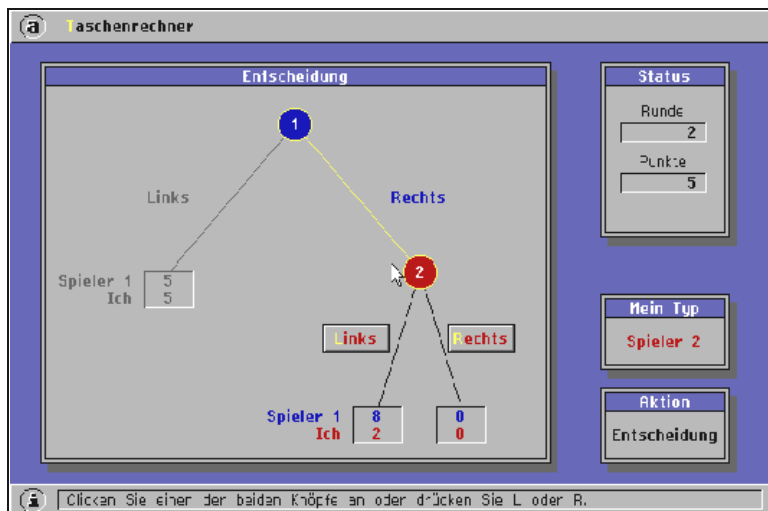 a Taschenrechner
Entscheidung
1
Links
Rechts
Spieler 1 5
Ich 5
2
Links
Rechts
Spieler 1 8 0
Ich 2 0
Status
Runde
2
Punkte
5
Mein Typ
Spieler 2
Aktion
Entscheidung
i Clicken Sie einen der beiden Knöpfe an oder drücken Sie L oder R.